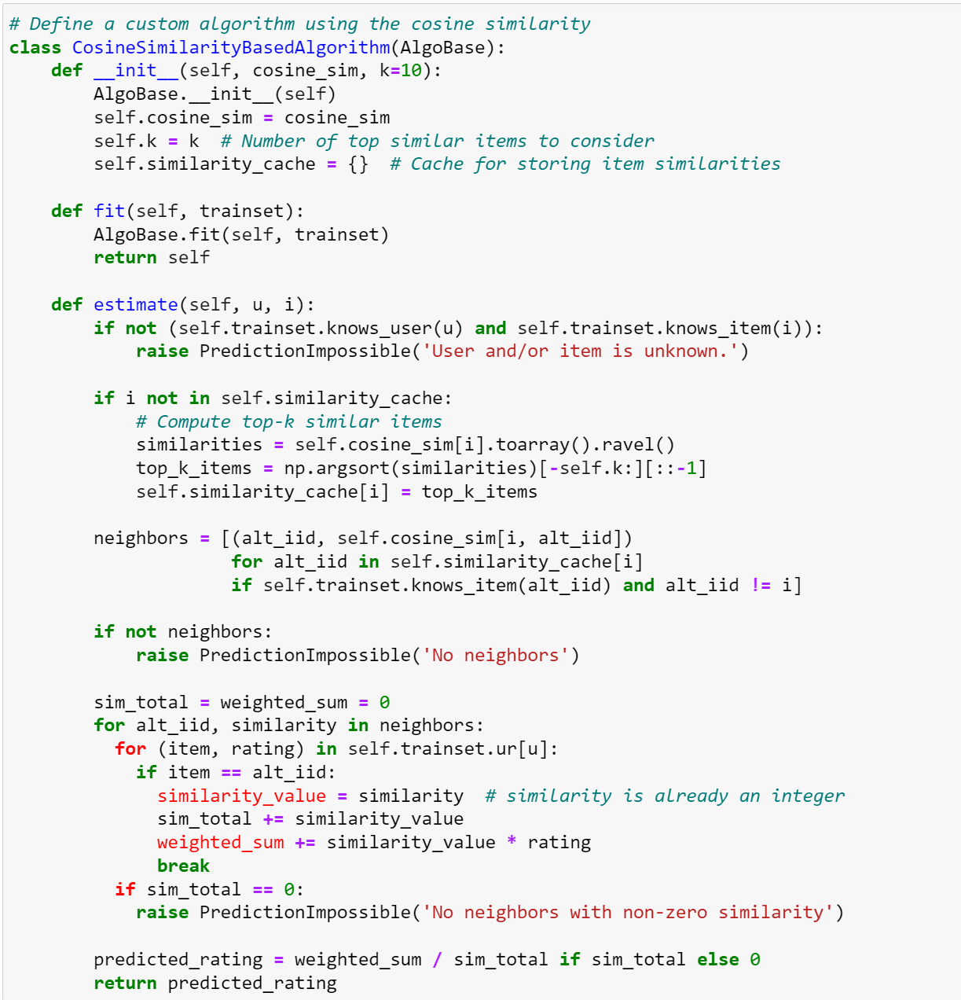 # Define a custom algorithm using the cosine similarity
class CosineSimilarityBasedAlgorithm(AlgoBase):
    def __init__(self, cosine_sim, k=10):
        AlgoBase.__init__(self)
        self.cosine_sim = cosine_sim
        self.k = k  # Number of top similar items to consider
        self.similarity_cache = {}  # Cache for storing item similarities

    def fit(self, trainset):
        AlgoBase.fit(self, trainset)
        return self

    def estimate(self, u, i):
        if not (self.trainset.knows_user(u) and self.trainset.knows_item(i)):
            raise PredictionImpossible('User and/or item is unknown.')

        if i not in self.similarity_cache:
            # Compute top-k similar items
            similarities = self.cosine_sim[i].toarray().ravel()
            top_k_items = np.argsort(similarities)[-self.k:][::-1]
            self.similarity_cache[i] = top_k_items

        neighbors = [(alt_iid, self.cosine_sim[i, alt_iid])
                     for alt_iid in self.similarity_cache[i]
                     if self.trainset.knows_item(alt_iid) and alt_iid != i]

        if not neighbors:
            raise PredictionImpossible('No neighbors')

        sim_total = weighted_sum = 0
        for alt_iid, similarity in neighbors:
          for (item, rating) in self.trainset.ur[u]:
            if item == alt_iid:
              similarity_value = similarity  # similarity is already an integer
              sim_total += similarity_value
              weighted_sum += similarity_value * rating
              break
          if sim_total == 0:
            raise PredictionImpossible('No neighbors with non-zero similarity')

        predicted_rating = weighted_sum / sim_total if sim_total else 0
        return predicted_rating